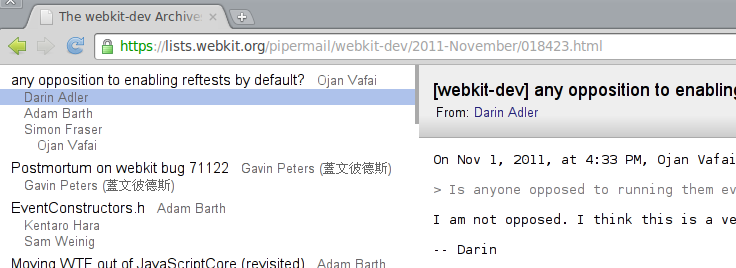 The webkit-dev Archives
https://lists.webkit.org/pipermail/webkit-dev/2011-November/018423.html
any opposition to enabling reftests by default? Ojan Vafai
Darin Adler
Adam Barth
Simon Fraser
Ojan Vafai
Postmortum on webkit bug 71122 Gavin Peters (蓋文彼德斯)
Gavin Peters (蓋文彼德斯)
EventConstructors.h Adam Barth
Kentaro Hara
Sam Weinig
Moving WTF out of JavaScriptCore (revisited) Adam Barth
[webkit-dev] any opposition to enabling
From: Darin Adler
On Nov 1, 2011, at 4:33 PM, Ojan Vafai
> Is anyone opposed to running them ev
I am not opposed. I think this is a ve
-- Darin